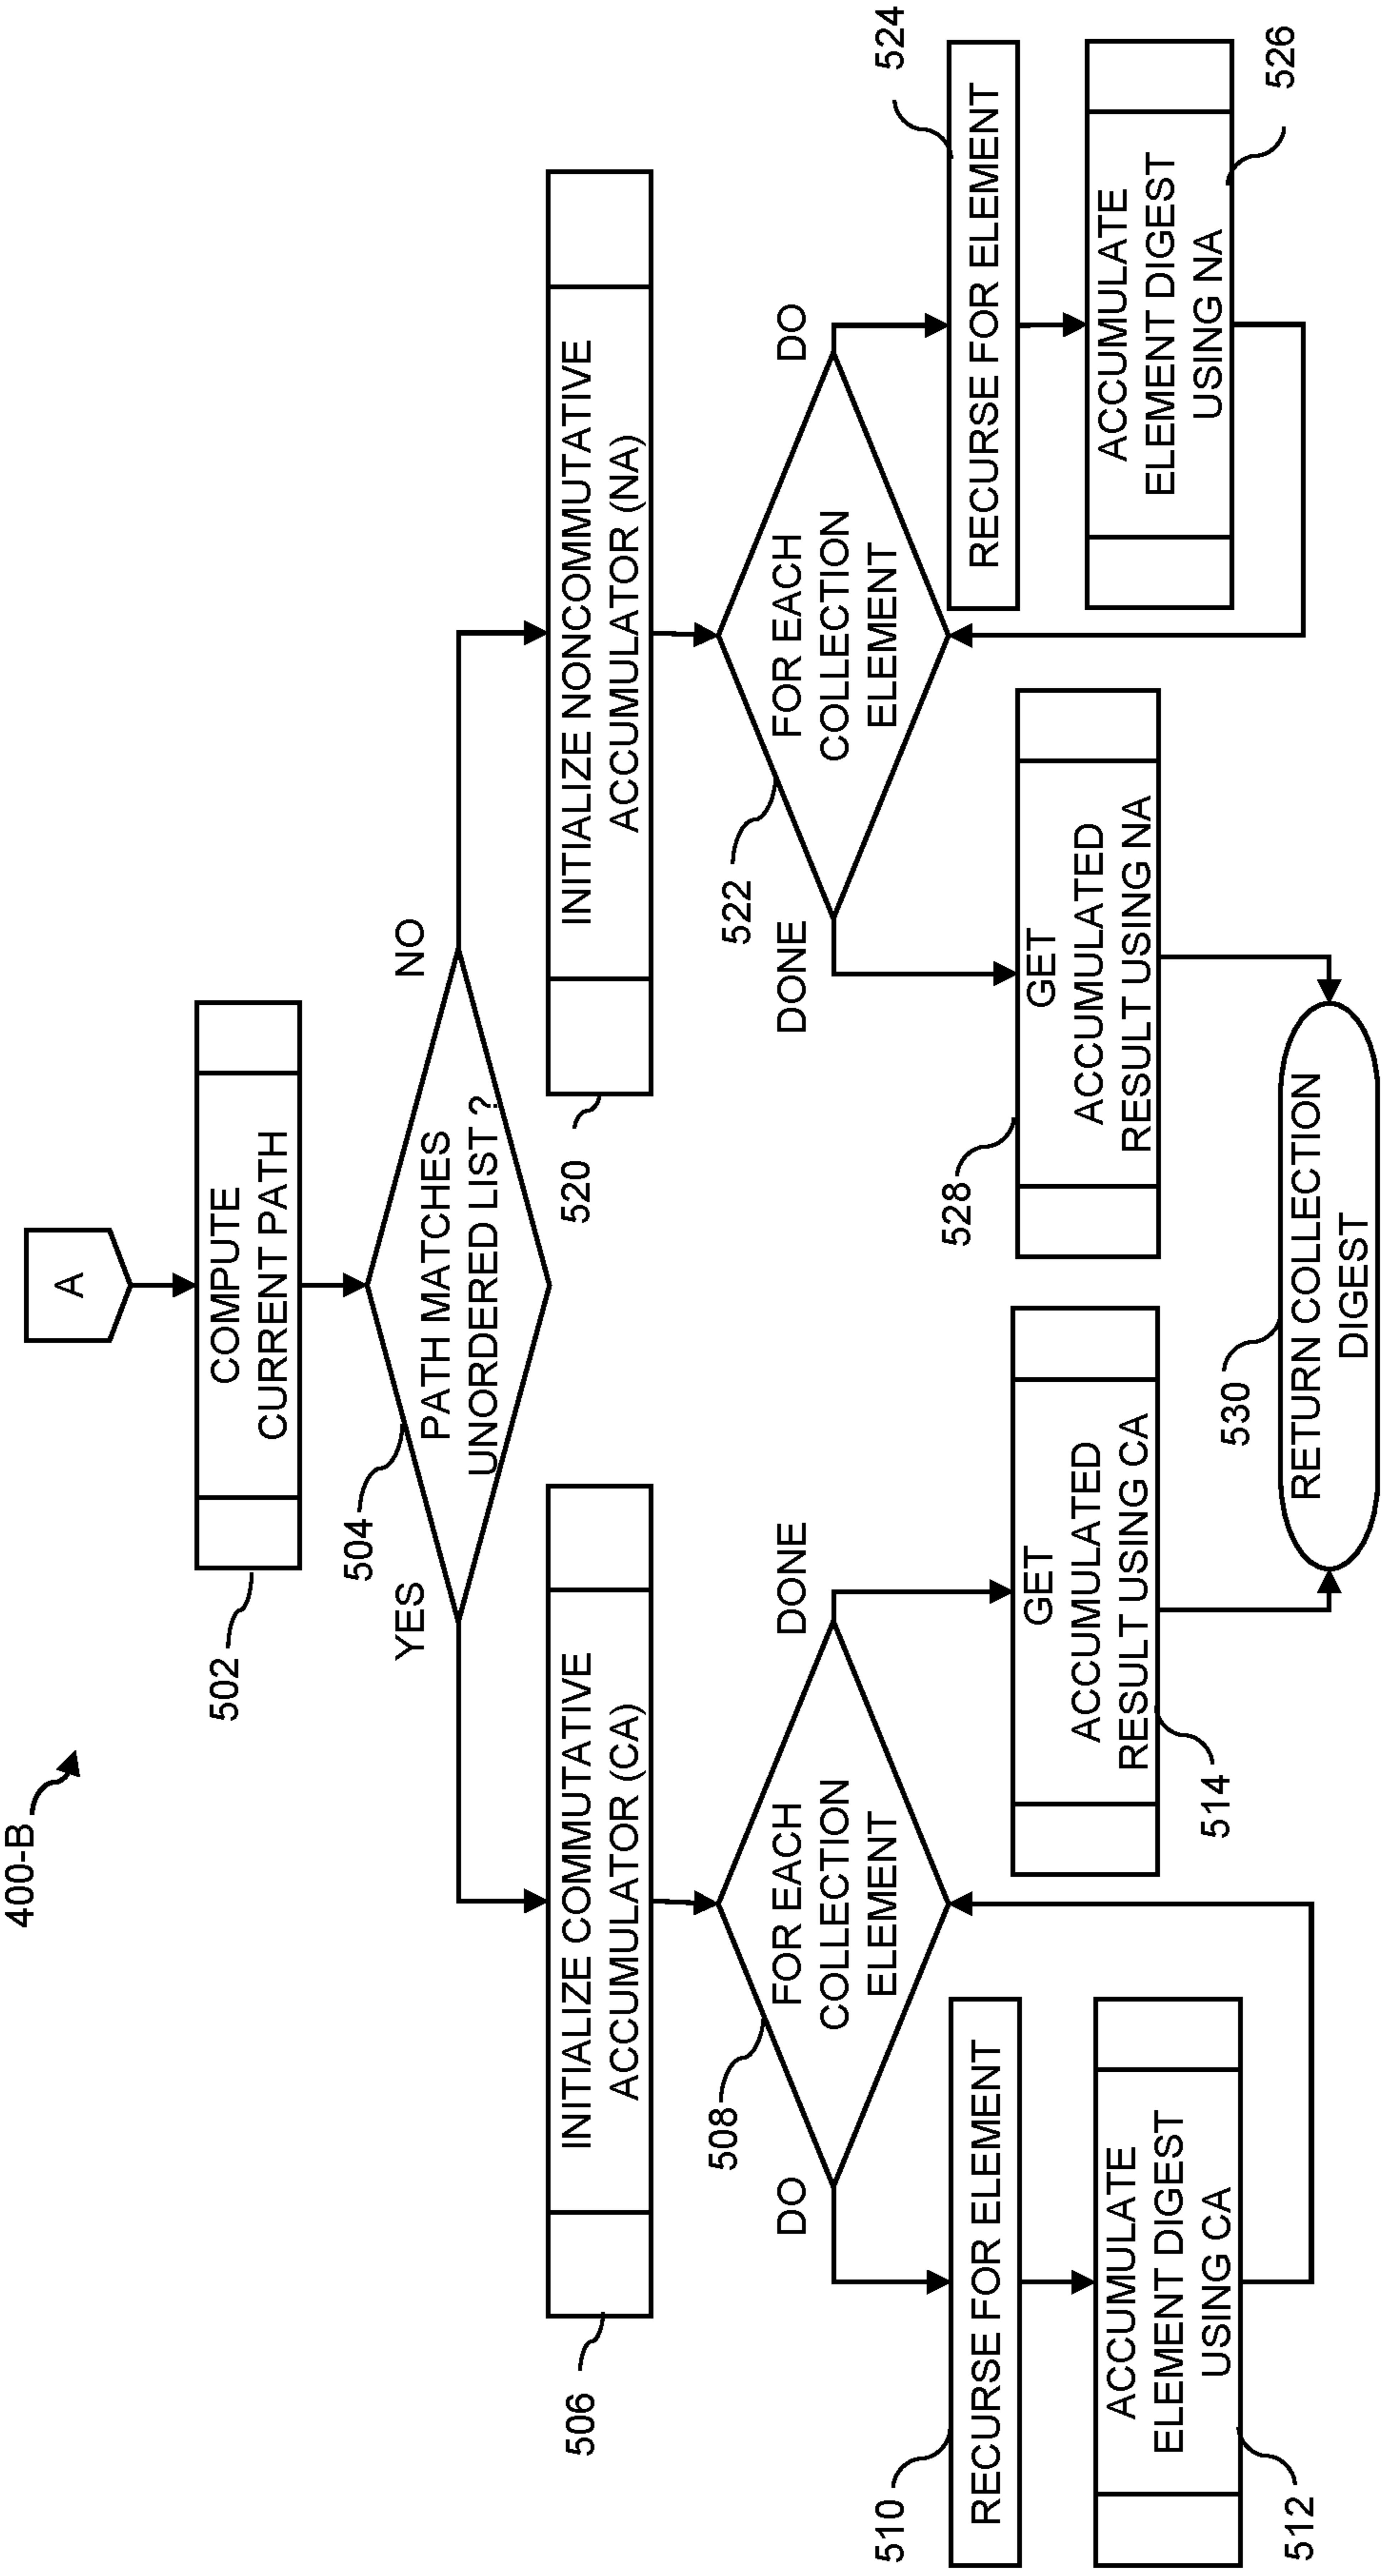 400-B
A
502
COMPUTE
CURRENT PATH
504
PATH MATCHES
UNORDERED LIST ?
YES
NO
506
INITIALIZE COMMUTATIVE
ACCUMULATOR (CA)
520
INITIALIZE NONCOMMUTATIVE
ACCUMULATOR (NA)
508
FOR EACH
COLLECTION
ELEMENT
DO
DONE
522
FOR EACH
COLLECTION
ELEMENT
DONE
DO
510
RECURSE FOR ELEMENT
512
ACCUMULATE
ELEMENT DIGEST
USING CA
514
GET
ACCUMULATED
RESULT USING CA
528
GET
ACCUMULATED
RESULT USING NA
524
RECURSE FOR ELEMENT
526
ACCUMULATE
ELEMENT DIGEST
USING NA
530
RETURN COLLECTION
DIGEST